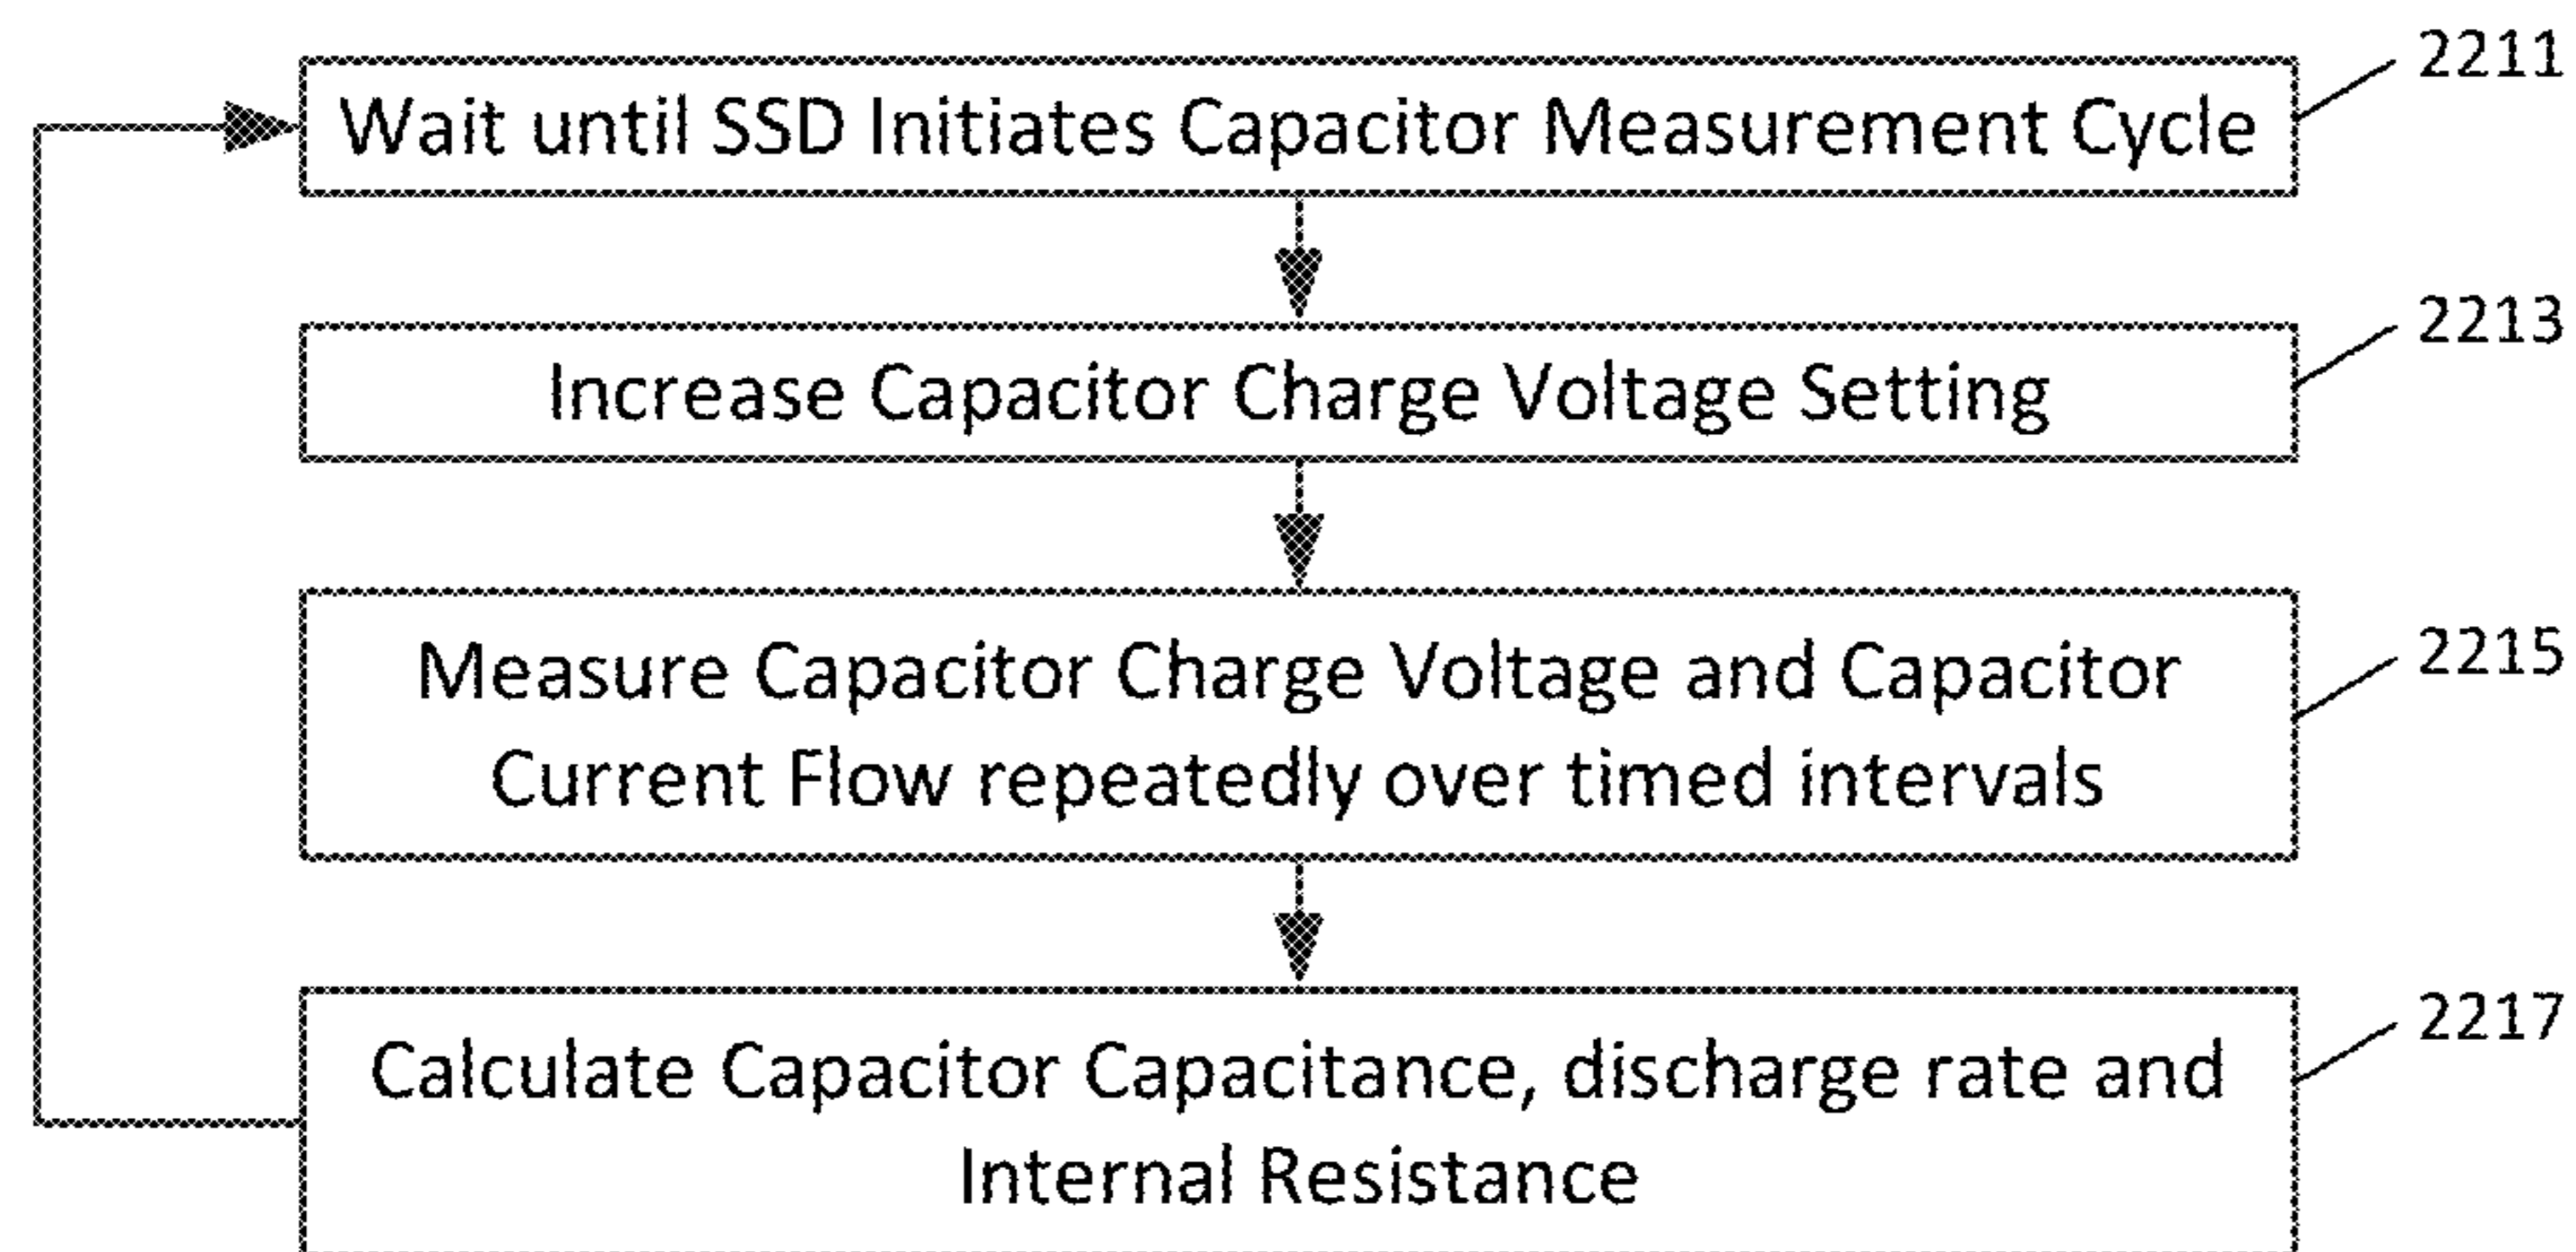 2211
Wait until SSD Initiates Capacitor Measurement Cycle
2213
Increase Capacitor Charge Voltage Setting
2215
Measure Capacitor Charge Voltage and Capacitor
Current Flow repeatedly over timed intervals
2217
Calculate Capacitor Capacitance, discharge rate and
Internal Resistance